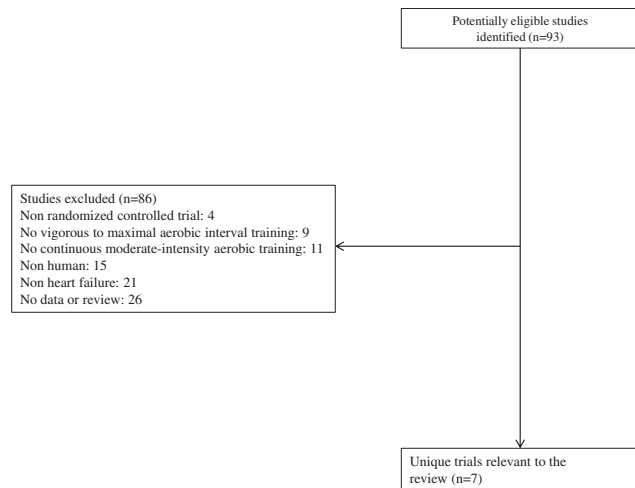 Potentially eligible studies
identified (n=93)
Studies excluded (n=86)
Non randomized controlled trial: 4
No vigorous to maximal aerobic interval training: 9
No continuous moderate-intensity aerobic training: 11
Non human: 15
Non heart failure: 21
No data or review: 26
Unique trials relevant to the
review (n=7)